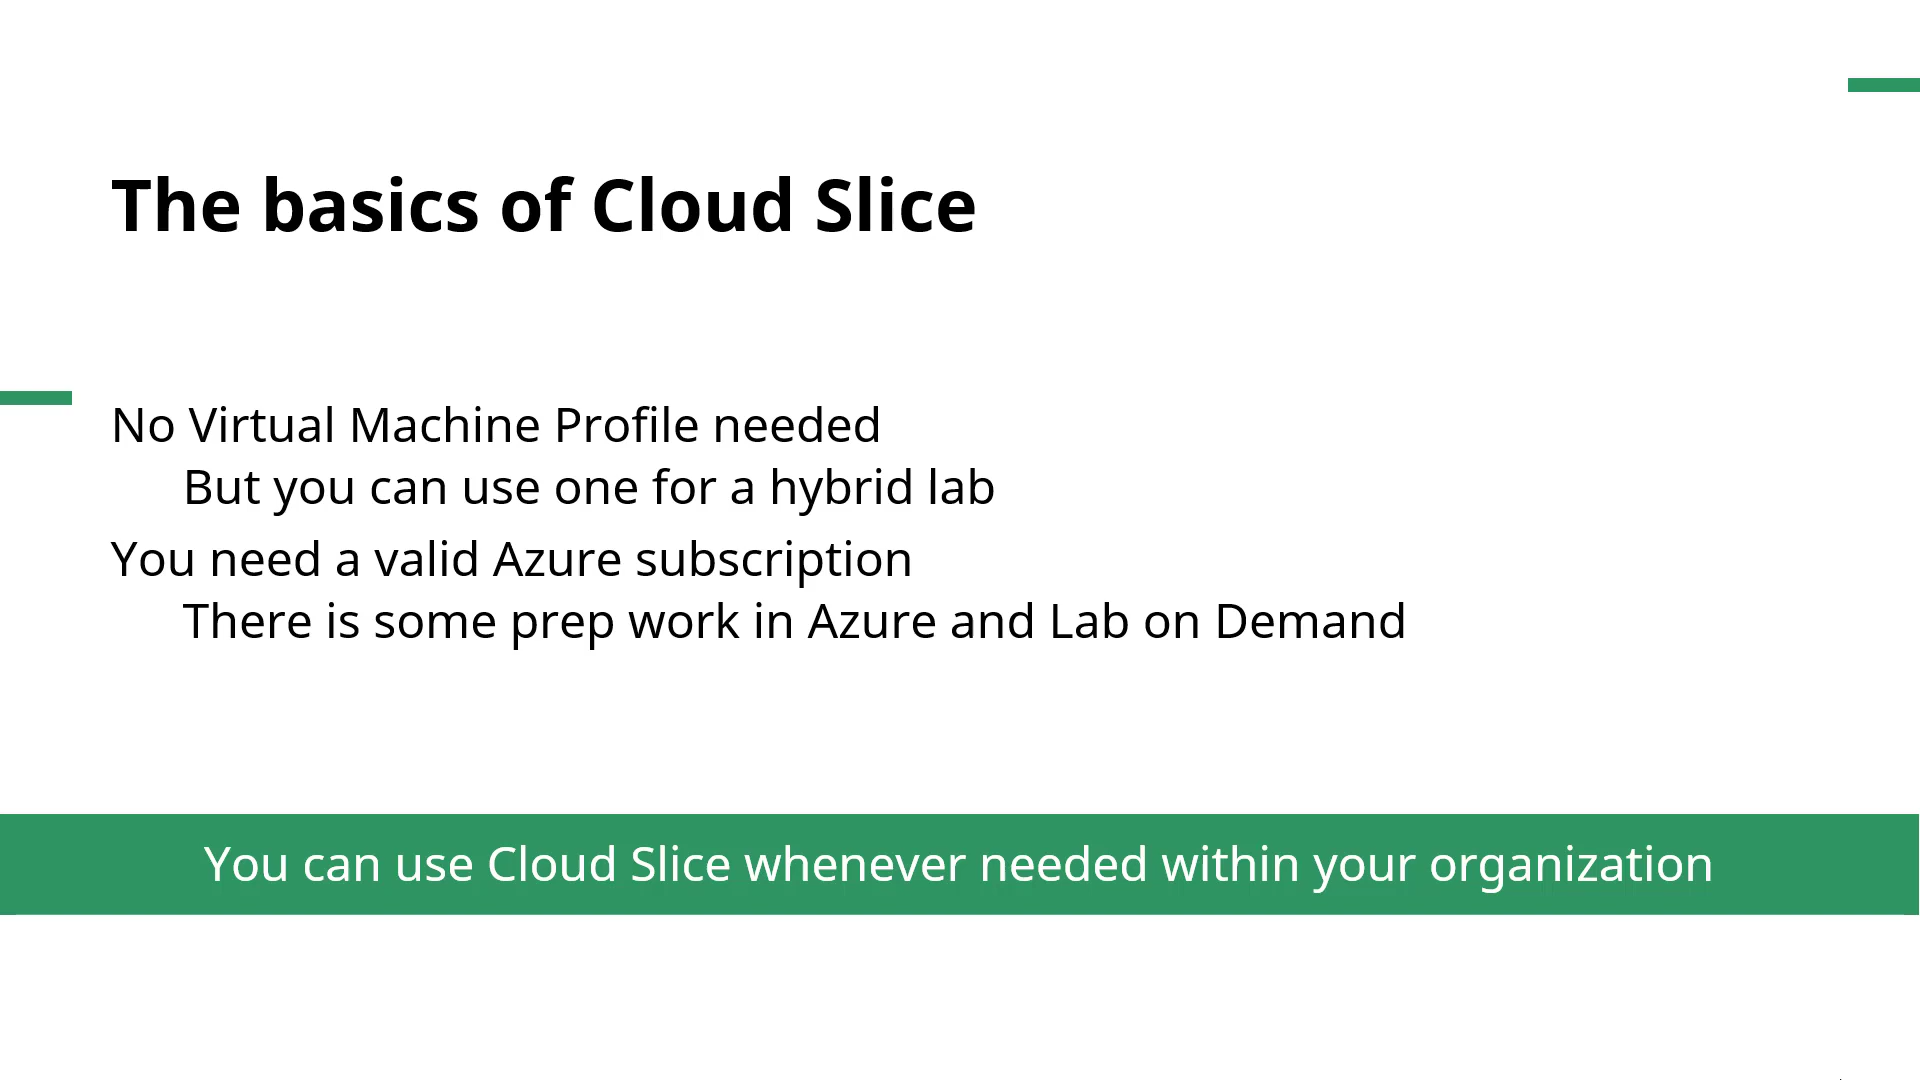 The basics of Cloud Slice
No Virtual Machine Profile needed
But you can use one for a hybrid lab
You need a valid Azure subscription
There is some prep work in Azure and Lab on Demand
You can use Cloud Slice whenever needed within your organization